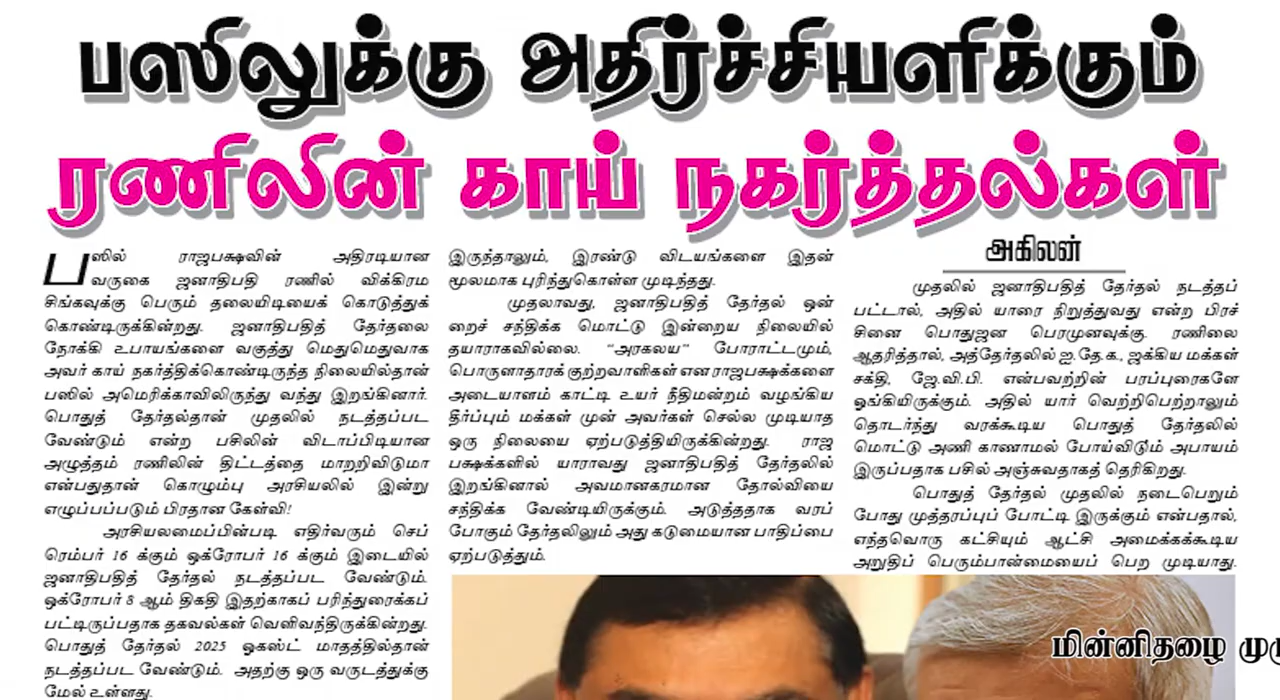 பஸிலுக்கு அதிர்ச்சியளிக்கும்
ரணிலின் காய் நகர்த்தல்கள்
பஸில் ராஜபக்ஷவின் அதிரடியான
வருகை ஜனாதிபதி ரணில் விக்கிரம
சிங்கவுக்கு பெரும் தலையிடியைக் கொடுத்துக்
கொண்டிருக்கின்றது. ஜனாதிபதித் தேர்தலை
நோக்கி உபாயங்களை வகுத்து மெதுமெதுவாக
அவர் காய் நகர்த்திக்கொண்டிருந்த நிலையில்தான்
பஸில் அமெரிக்காவிலிருந்து வந்து இறங்கினார்.
பொதுத் தேர்தல்தான் முதலில் நடத்தப்பட
வேண்டும் என்ற பசிலின் விடாப்பிடியான
அழுத்தம் ரணிலின் திட்டத்தை மாறறிவிடுமா
என்பதுதான் கொழும்பு அரசியலில் இன்று
எழுப்பப்படும் பிரதான கேள்வி!
அரசியலமைப்பின்படி எதிர்வரும் செப்
ரெம்பர் 16 க்கும் ஒக்ரோபர் 16 க்கும் இடையில்
ஜனாதிபதித் தேர்தல் நடத்தப்பட வேண்டும்.
ஒக்ரோபர் 8 ஆம் திகதி இதற்காகப் பரிந்துரைக்கப்
பட்டிருப்பதாக தகவல்கள் வெளிவந்திருக்கின்றது.
பொதுத் தேர்தல் 2025 ஓகஸ்ட் மாதத்தில்தான்
நடத்தப்பட வேண்டும். அதற்கு ஒரு வருடத்துக்கு
மேல் உள்ளது.
இருந்தாலும், இரண்டு விடயங்களை இதன்
மூலமாக புரிந்துகொள்ள முடிந்தது.
முதலாவது, ஜனாதிபதித் தேர்தல் ஒன்
றைச் சந்திக்க மொட்டு இன்றைய நிலையில்
தயாராகவில்லை. “அரகலய” போராட்டமும்,
பொருளாதாரக் குற்றவாளிகள் என ராஜபக்ஷக்களை
அடையாளம் காட்டி உயர் நீதிமன்றம் வழங்கிய
தீர்ப்பும் மக்கள் முன் அவர்கள் செல்ல முடியாத
ஒரு நிலையை ஏற்படுத்தியிருக்கின்றது. ராஜ
பக்ஷக்களில் யாராவது ஜனாதிபதித் தேர்தலில்
இறங்கினால் அவமானகரமான தோல்வியை
சந்திக்க வேண்டியிருக்கும். அடுத்ததாக வரப்
போகும் தேர்தலிலும் அது கடுமையான பாதிப்பை
ஏற்படுத்தும்.
அகிலன்
முதலில் ஜனாதிபதித் தேர்தல் நடத்தப்
பட்டால், அதில் யாரை நிறுத்துவது என்ற பிரச்
சினை பொதுஜன பெரமுனவுக்கு. ரணிலை
ஆதரித்தால், அத்தேர்தலில் ஐ.தே.க., ஐக்கிய மக்கள்
சக்தி, ஜே.வி.பி. என்பவற்றின் பரப்புரைகளே
ஓங்கியிருக்கும். அதில் யார் வெற்றிபெற்றாலும்
தொடர்ந்து வரக்கூடிய பொதுத் தேர்தலில்
மொட்டு அணி காணாமல் போய்விடும் அபாயம்
இருப்பதாக பசில் அஞ்சுவதாகத் தெரிகிறது.
பொதுத் தேர்தல் முதலில் நடைபெறும்
போது முத்தரப்புப் போட்டி இருக்கும் என்பதால்,
எந்தவொரு கட்சியும் ஆட்சி அமைக்கக்கூடிய
அறுதிப் பெரும்பான்மையைப் பெற முடியாது.
மின்னிதழை